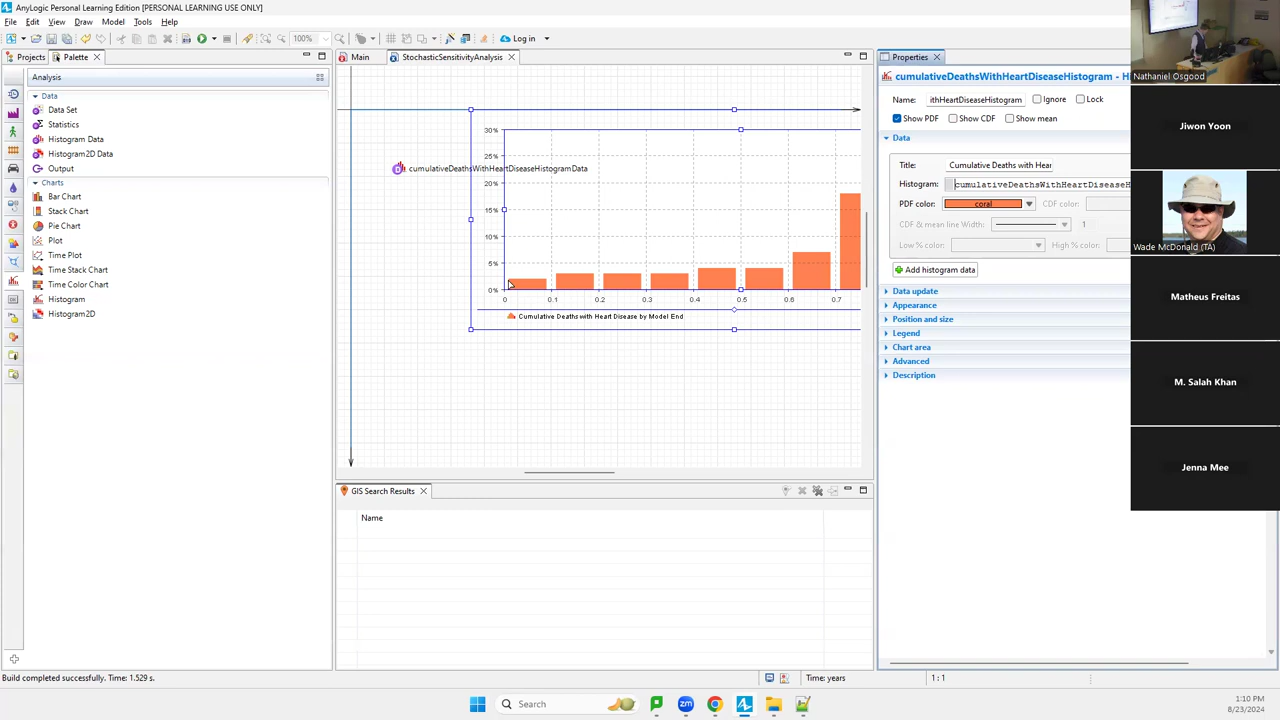 AnyLogic Personal Learning Edition [PERSONAL LEARNING USE ONLY]
File Edit View Draw Model Tools Help
100% Log in
Projects Palette
Main StochasticSensitivityAnalysis
Properties
Analysis
Data
Data Set
Statistics
Histogram Data
Histogram2D Data
Output
Charts
Bar Chart
Stack Chart
Pie Chart
Plot
Time Plot
Time Stack Chart
Time Color Chart
Histogram
Histogram2D
cumulativeDeathsWithHeartDiseaseHistogramData
30%
25%
20%
15%
10%
5%
0%
0 0.1 0.2 0.3 0.4 0.5 0.6 0.7
Cumulative Deaths with Heart Disease by Model End
GIS Search Results
Name
cumulativeDeathsWithHeartDiseaseHistogram - Hi
Name: ithHeartDiseaseHistogram Ignore Lock
Show PDF Show CDF Show mean
Data
Title: Cumulative Deaths with Hear
Histogram: cumulativeDeathsWithHeartDiseaseH
PDF color: coral CDF color:
CDF & mean line Width: 1
Low % color: High % color:
Add histogram data
Data update
Appearance
Position and size
Legend
Chart area
Advanced
Description
Nathaniel Osgood
Jiwon Yoon
Wade McDonald (TA)
Matheus Freitas
M. Salah Khan
Jenna Mee
Build completed successfully. Time: 1.529 s.
Time: years
1:1
Search
zm
1:10 PM
8/23/2024